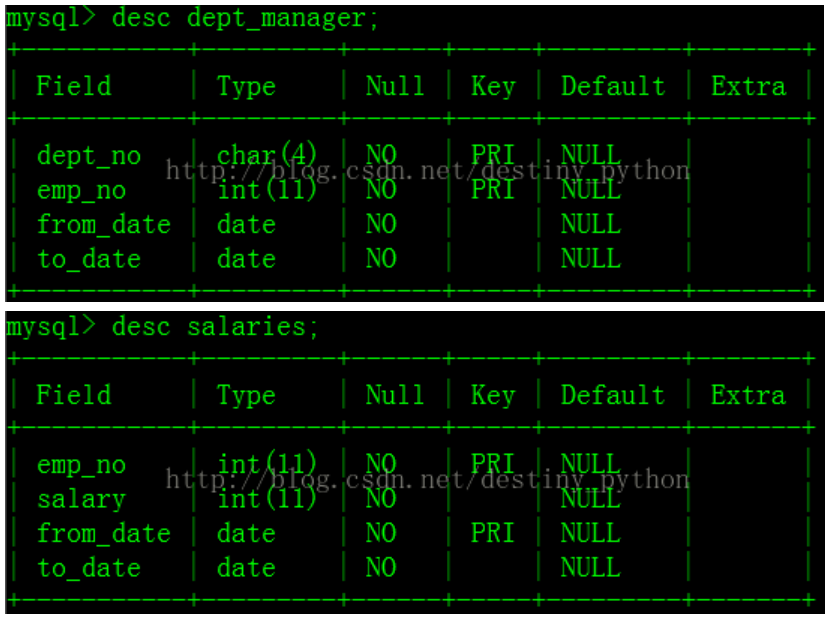 mysql> desc dept_manager;
+-----------+---------+------+-----+---------+-------+
| Field | Type | Null | Key | Default | Extra |
+-----------+---------+------+-----+---------+-------+
| dept_no | char(4) | NO | PRI | NULL | |
http://blog.csdn.net/destiny_python
| emp_no | int(11) | NO | PRI | NULL | |
| from_date | date | NO | | NULL | |
| to_date | date | NO | | NULL | |
+-----------+---------+------+-----+---------+-------+
mysql> desc salaries;
+-----------+---------+------+-----+---------+-------+
| Field | Type | Null | Key | Default | Extra |
+-----------+---------+------+-----+---------+-------+
| emp_no | int(11) | NO | PRI | NULL | |
http://blog.csdn.net/destiny_python
| salary | int(11) | NO | | NULL | |
| from_date | date | NO | PRI | NULL | |
| to_date | date | NO | | NULL | |
+-----------+---------+------+-----+---------+-------+